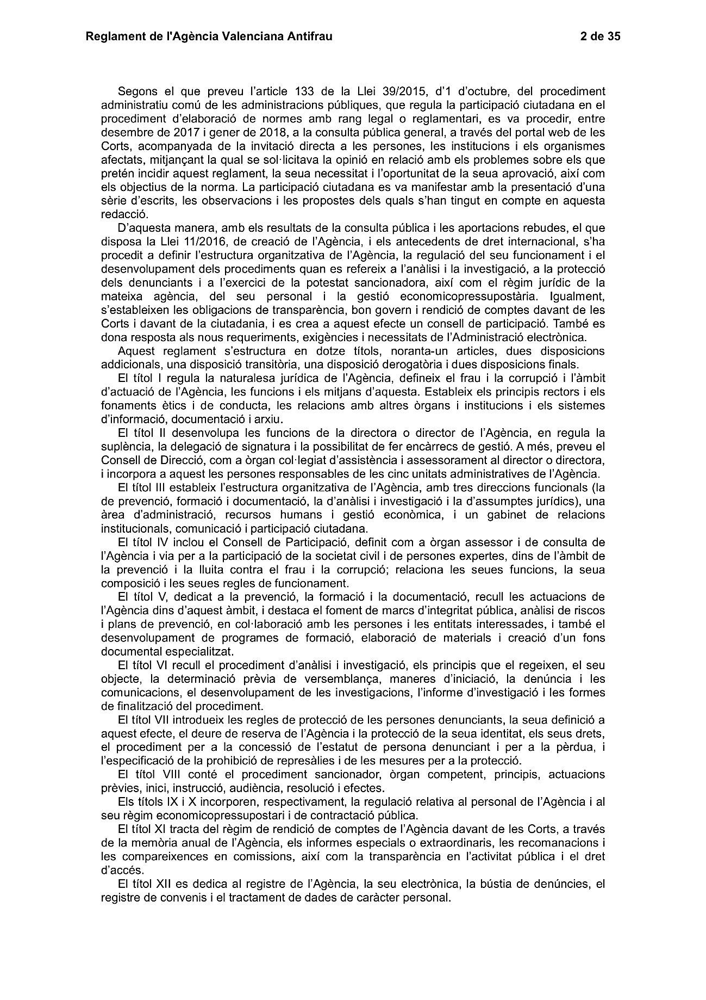 Reglament de l'Agència Valenciana Antifrau 2 de 35
Segons el que preveu l’article 133 de la Llei 39/2015, d’1 d’octubre, del procediment
administratiu comú de les administracions públiques, que regula la participació ciutadana en el
procediment d’elaboració de normes amb rang legal o reglamentari, es va procedir, entre
desembre de 2017 i gener de 2018, a la consulta pública general, a través del portal web de les
Corts, acompanyada de la invitació directa a les persones, les institucions i els organismes
afectats, mitjançant la qual se sol·licitava la opinió en relació amb els problemes sobre els que
pretén incidir aquest reglament, la seua necessitat i l’oportunitat de la seua aprovació, així com
els objectius de la norma. La participació ciutadana es va manifestar amb la presentació d’una
sèrie d’escrits, les observacions i les propostes dels quals s’han tingut en compte en aquesta
redacció.
D’aquesta manera, amb els resultats de la consulta pública i les aportacions rebudes, el que
disposa la Llei 11/2016, de creació de l’Agència, i els antecedents de dret internacional, s’ha
procedit a definir l’estructura organitzativa de l’Agència, la regulació del seu funcionament i el
desenvolupament dels procediments quan es refereix a l’anàlisi i la investigació, a la protecció
dels denunciants i a l’exercici de la potestat sancionadora, així com el règim jurídic de la
mateixa agència, del seu personal i la gestió economicopressupostària. Igualment,
s’estableixen les obligacions de transparència, bon govern i rendició de comptes davant de les
Corts i davant de la ciutadania, i es crea a aquest efecte un consell de participació. També es
dona resposta als nous requeriments, exigències i necessitats de l’Administració electrònica.
Aquest reglament s’estructura en dotze títols, noranta-un articles, dues disposicions
addicionals, una disposició transitòria, una disposició derogatòria i dues disposicions finals.
El títol I regula la naturalesa jurídica de l’Agència, defineix el frau i la corrupció i l’àmbit
d’actuació de l’Agència, les funcions i els mitjans d’aquesta. Estableix els principis rectors i els
fonaments ètics i de conducta, les relacions amb altres òrgans i institucions i els sistemes
d’informació, documentació i arxiu.
El títol II desenvolupa les funcions de la directora o director de l’Agència, en regula la
suplència, la delegació de signatura i la possibilitat de fer encàrrecs de gestió. A més, preveu el
Consell de Direcció, com a òrgan col·legiat d’assistència i assessorament al director o directora,
i incorpora a aquest les persones responsables de les cinc unitats administratives de l’Agència.
El títol III estableix l’estructura organitzativa de l’Agència, amb tres direccions funcionals (la
de prevenció, formació i documentació, la d’anàlisi i investigació i la d’assumptes jurídics), una
àrea d’administració, recursos humans i gestió econòmica, i un gabinet de relacions
institucionals, comunicació i participació ciutadana.
El títol IV inclou el Consell de Participació, definit com a òrgan assessor i de consulta de
l’Agència i via per a la participació de la societat civil i de persones expertes, dins de l’àmbit de
la prevenció i la lluita contra el frau i la corrupció; relaciona les seues funcions, la seua
composició i les seues regles de funcionament.
El títol V, dedicat a la prevenció, la formació i la documentació, recull les actuacions de
l’Agència dins d’aquest àmbit, i destaca el foment de marcs d’integritat pública, anàlisi de riscos
i plans de prevenció, en col·laboració amb les persones i les entitats interessades, i també el
desenvolupament de programes de formació, elaboració de materials i creació d’un fons
documental especialitzat.
El títol VI recull el procediment d’anàlisi i investigació, els principis que el regeixen, el seu
objecte, la determinació prèvia de versemblança, maneres d’iniciació, la denúncia i les
comunicacions, el desenvolupament de les investigacions, l’informe d’investigació i les formes
de finalització del procediment.
El títol VII introdueix les regles de protecció de les persones denunciants, la seua definició a
aquest efecte, el deure de reserva de l’Agència i la protecció de la seua identitat, els seus drets,
el procediment per a la concessió de l’estatut de persona denunciant i per a la pèrdua, i
l’especificació de la prohibició de represàlies i de les mesures per a la protecció.
El títol VIII conté el procediment sancionador, òrgan competent, principis, actuacions
prèvies, inici, instrucció, audiència, resolució i efectes.
Els títols IX i X incorporen, respectivament, la regulació relativa al personal de l’Agència i al
seu règim economicopressupostari i de contractació pública.
El títol XI tracta del règim de rendició de comptes de l’Agència davant de les Corts, a través
de la memòria anual de l’Agència, els informes especials o extraordinaris, les recomanacions i
les compareixences en comissions, així com la transparència en l’activitat pública i el dret
d’accés.
El títol XII es dedica al registre de l’Agència, la seu electrònica, la bústia de denúncies, el
registre de convenis i el tractament de dades de caràcter personal.